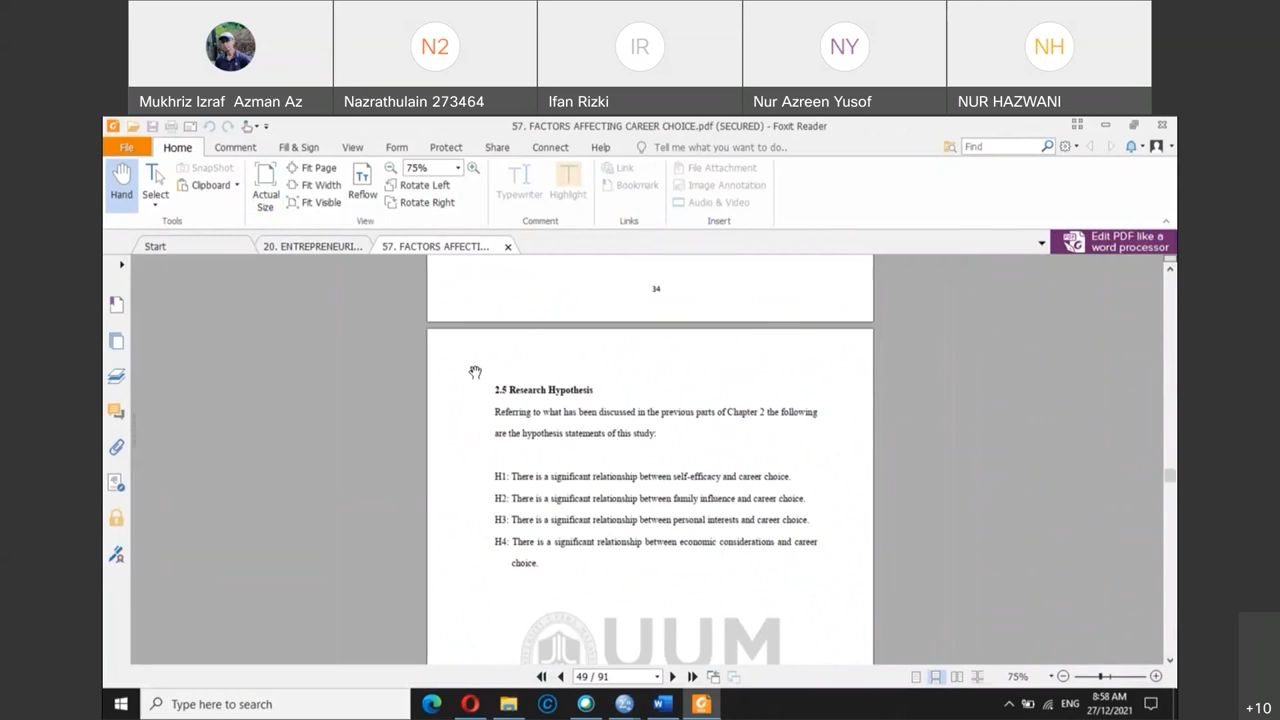 N2
IR
NY
NH
Mukhriz Izraf Azman Az
Nazrathulain 273464
Ifan Rizki
Nur Azreen Yusof
NUR HAZWANI
57. FACTORS AFFECTING CAREER CHOICE.pdf (SECURED) - Foxit Reader
File
Home
Comment
Fill & Sign
View
Form
Protect
Share
Connect
Help
Tell me what you want to do..
Find
Hand
Select
SnapShot
Clipboard
Tools
Actual
Size
Fit Page
Fit Width
Fit Visible
Reflow
75%
Rotate Left
Rotate Right
View
Typewriter
Highlight
Comment
Link
Bookmark
Links
File Attachment
Image Annotation
Audio & Video
Insert
Start
20. ENTREPRENEURI...
57. FACTORS AFFECTI...
Edit PDF like a
word processor
34
2.5 Research Hypothesis
Referring to what has been discussed in the previous parts of Chapter 2 the following
are the hypothesis statements of this study:
H1: There is a significant relationship between self-efficacy and career choice.
H2: There is a significant relationship between family influence and career choice.
H3: There is a significant relationship between personal interests and career choice.
H4: There is a significant relationship between economic considerations and career
choice.
UUM
49 / 91
75%
Type here to search
ENG
8:58 AM
27/12/2021
+10